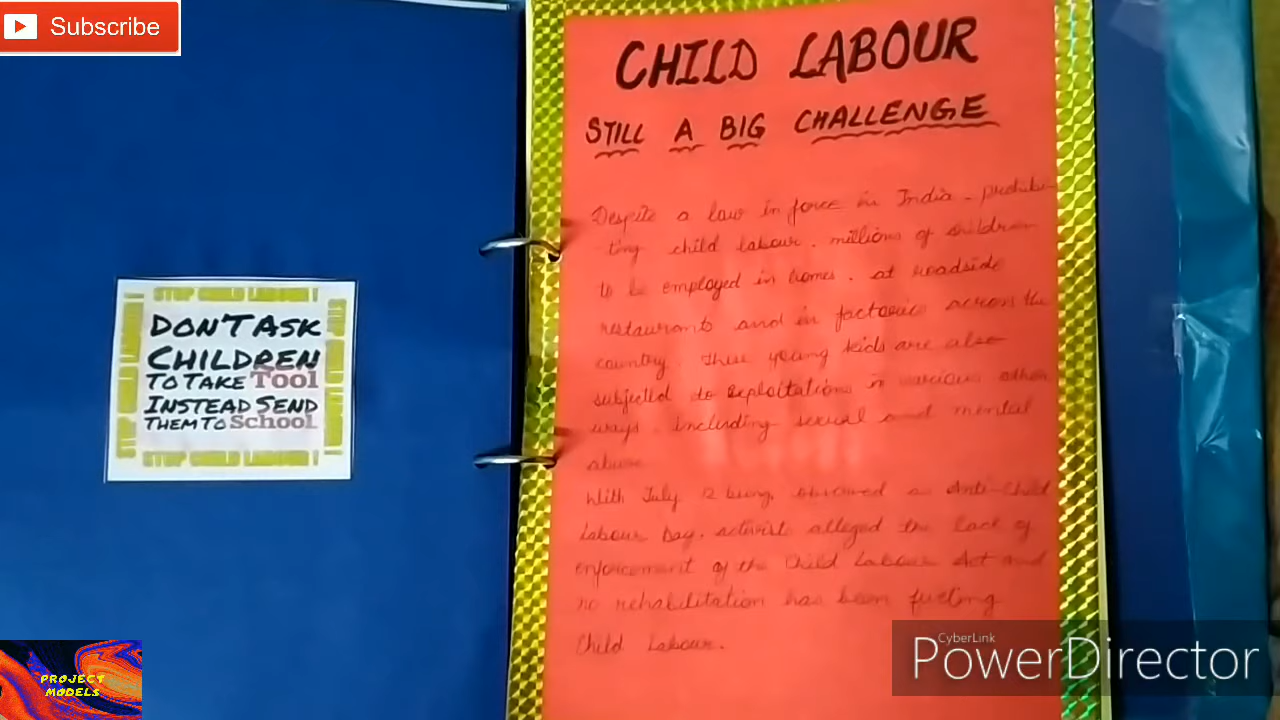 Subscribe
STOP CHILD LABOUR !
DON'T ASK
CHILDREN
TO TAKE Tool
INSTEAD SEND
THEM TO School
STOP CHILD LABOUR !
CHILD LABOUR
STILL A BIG CHALLENGE
Despite a law in force in India - prohibi-
-ting child labour. millions of children
to be employed in homes. at roadside
restaurants and in factories across the
country. These young kids are also
subjected to exploitations in various other
ways. including sexual and mental
abuse
With July 12 being observed as Anti-Child
Labour Day. activists alleged the lack of
enforcement of the Child Labour Act and
no rehabilitation has been fueling
Child Labour.
PROJECT
MODELS
CyberLink
PowerDirector